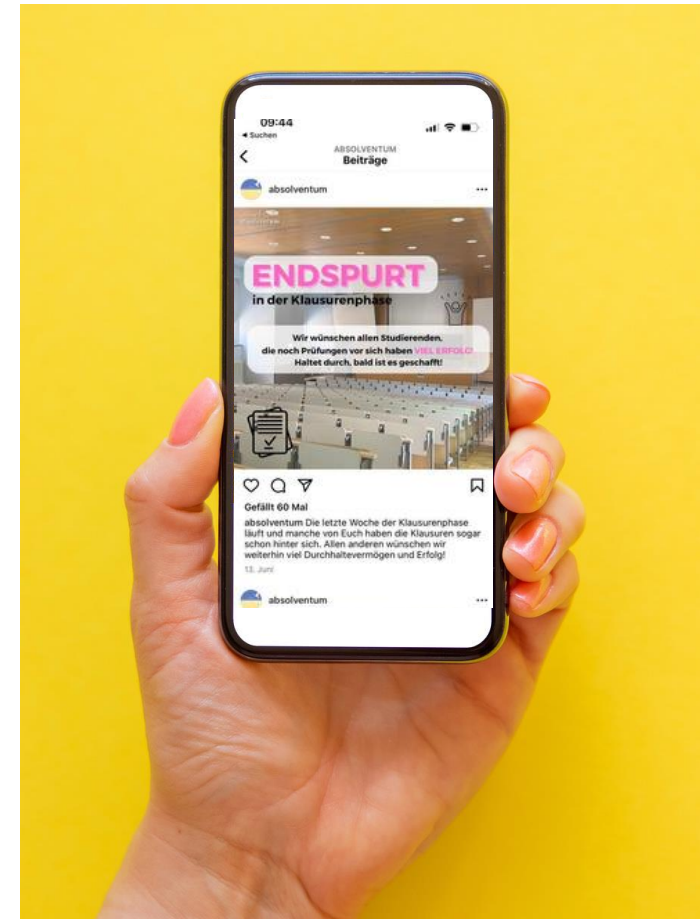 09:44
◂ Suchen
ABSOLVENTUM
Beiträge
absolventum
ENDSPURT
in der Klausurenphase
Wir wünschen allen Studierenden,
die noch Prüfungen vor sich haben VIEL ERFOLG!
Haltet durch, bald ist es geschafft!
Gefällt 60 Mal
absolventum Die letzte Woche der Klausurenphase
läuft und manche von Euch haben die Klausuren sogar
schon hinter sich. Allen anderen wünschen wir
weiterhin viel Durchhaltevermögen und Erfolg!
13. Juni
absolventum